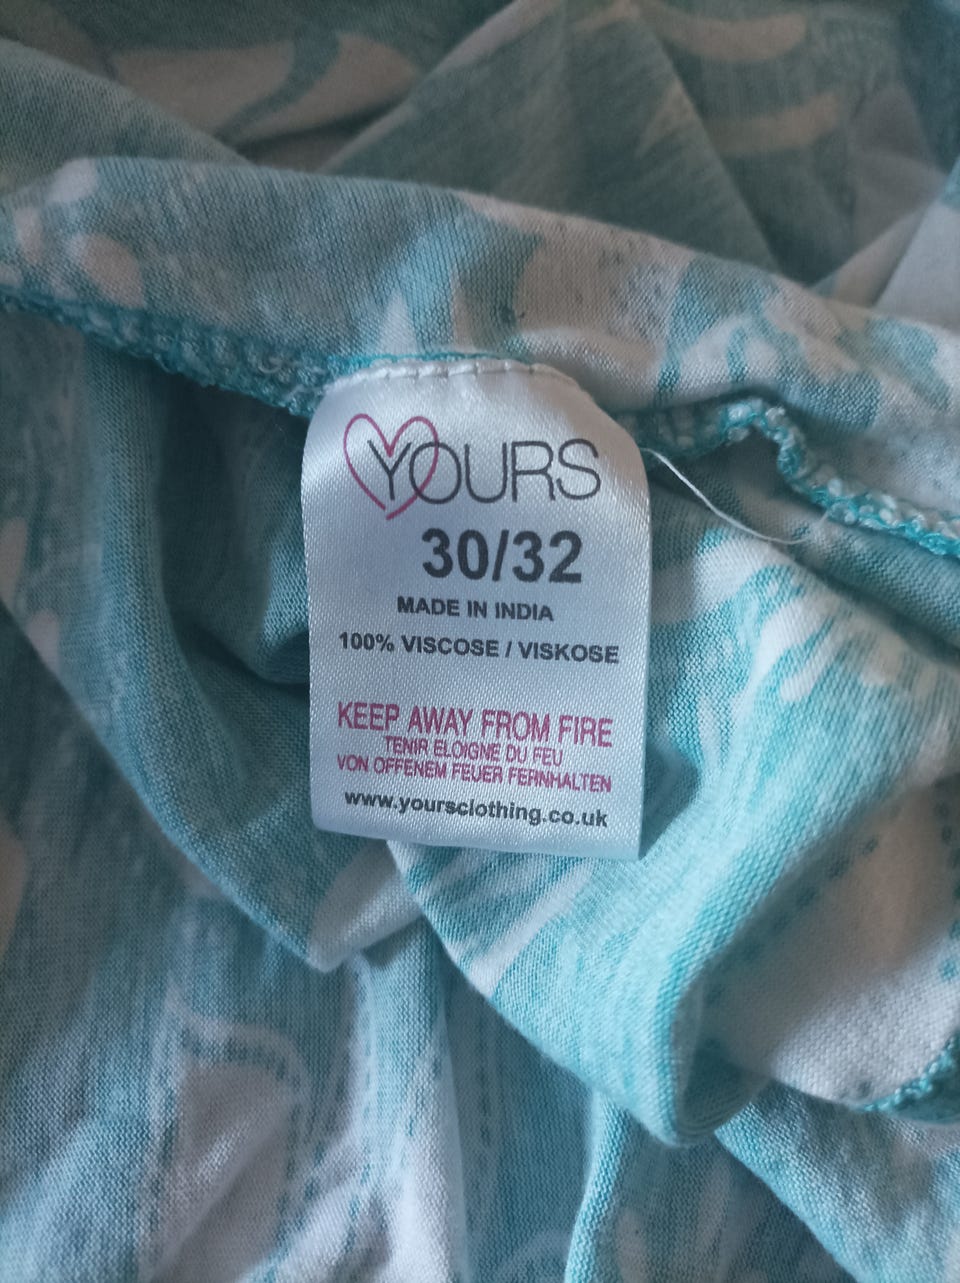 YOURS
30/32
MADE IN INDIA
100% VISCOSE / VISKOSE
KEEP AWAY FROM FIRE
TENIR ELOIGNE DU FEU
VON OFFENEM FEUER FERNHALTEN
www.yoursclothing.co.uk